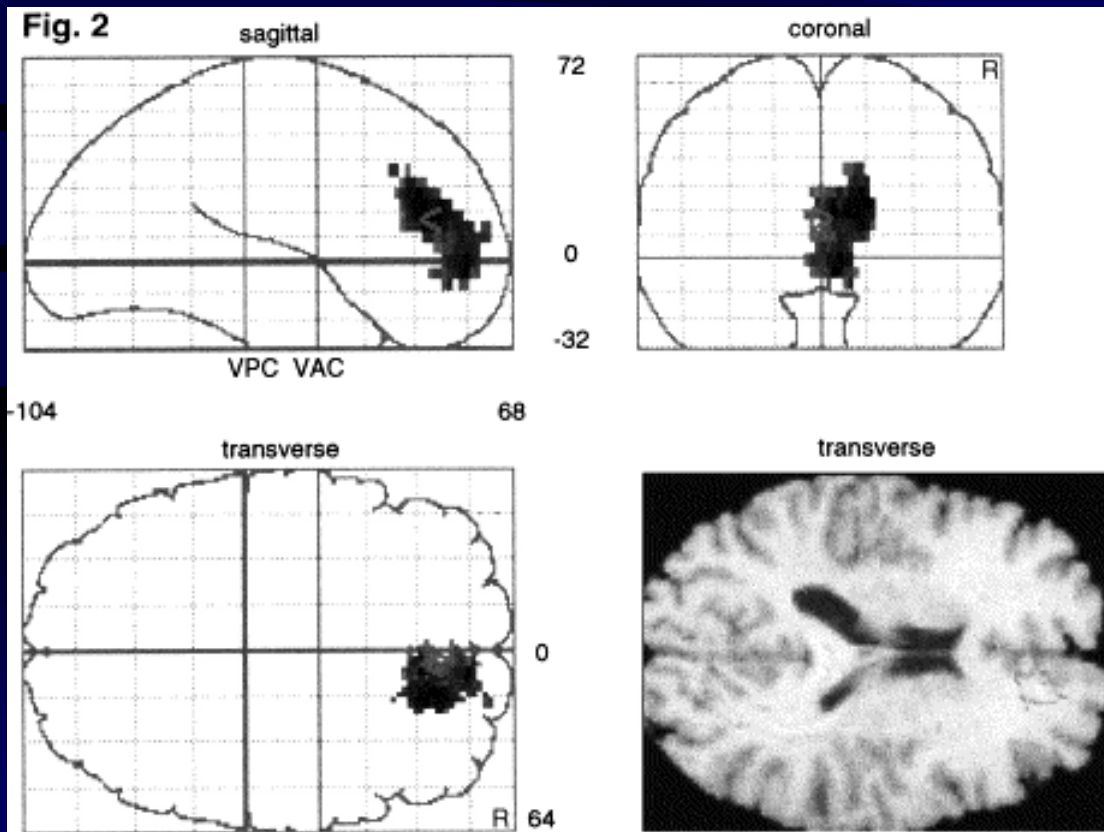 Fig. 2
sagittal
coronal
72
R
0
-32
VPC VAC
-104
68
transverse
transverse
0
R
64